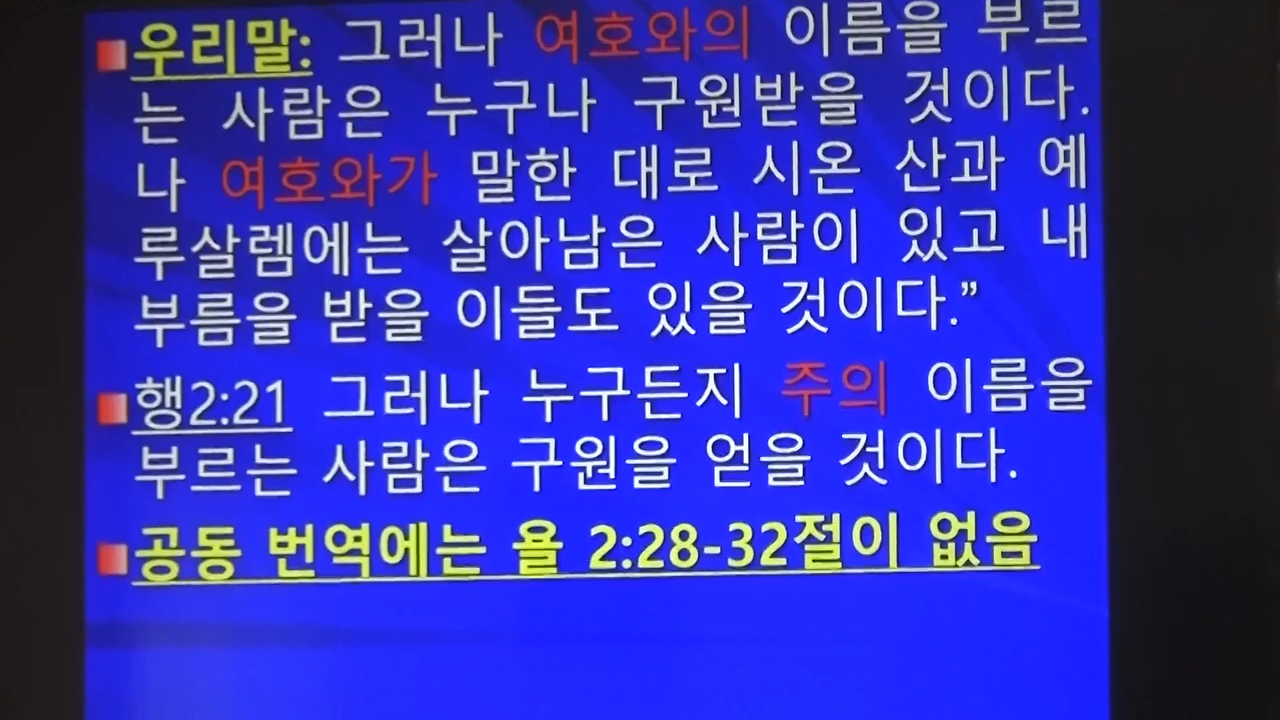 우리말: 그러나 여호와의 이름을 부르
는 사람은 누구나 구원받을 것이다.
나 여호와가 말한 대로 시온 산과 예
루살렘에는 살아남은 사람이 있고 내
부름을 받을 이들도 있을 것이다.”
행2:21 그러나 누구든지 주의 이름을
부르는 사람은 구원을 얻을 것이다.
공동 번역에는 욜 2:28-32절이 없음